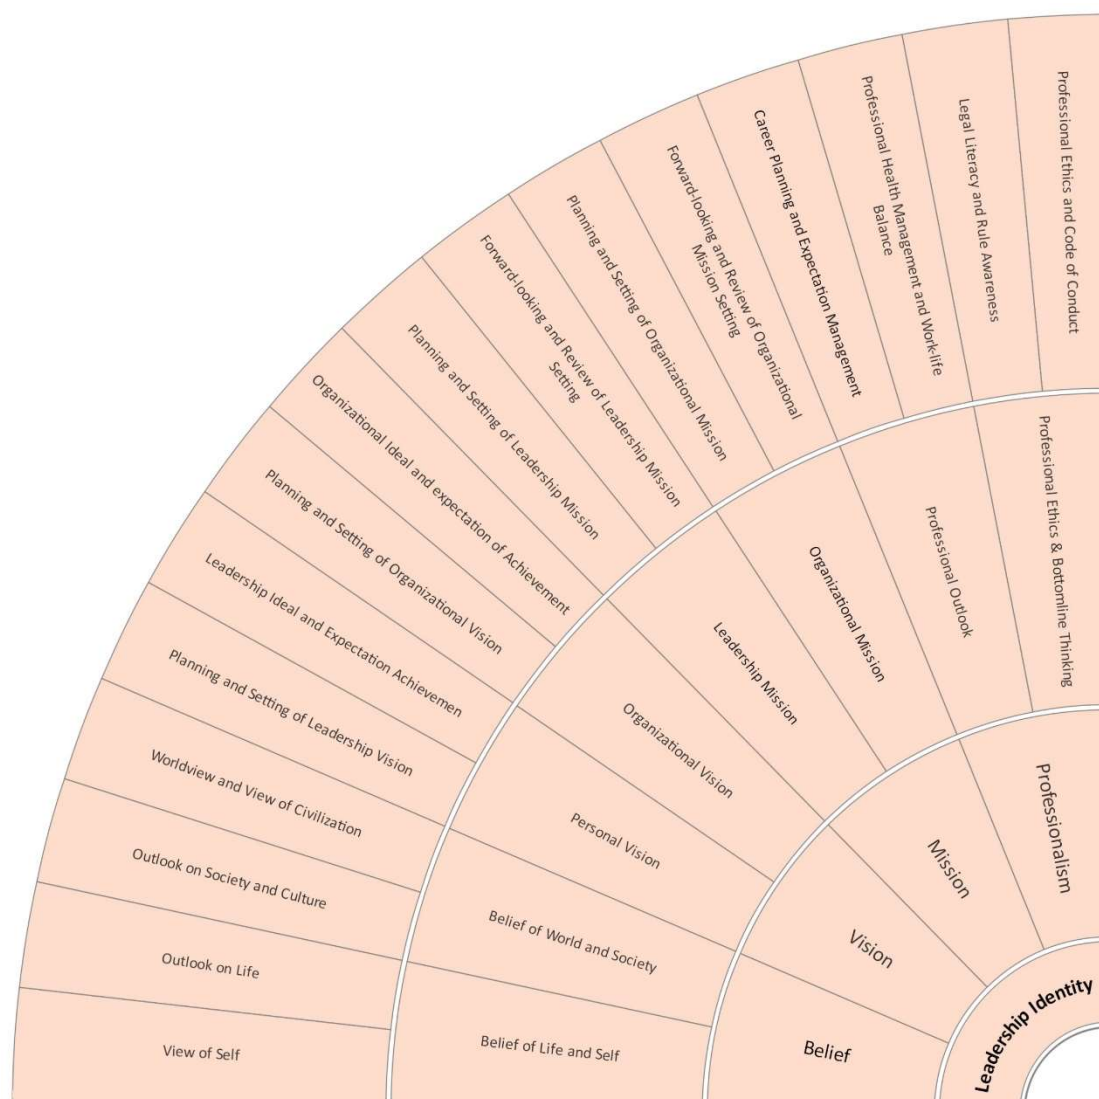 Leadership Identity
Belief
Vision
Mission
Professionalism
Belief of Life and Self
Belief of World and Society
Personal Vision
Organizational Vision
Leadership Mission
Organizational Mission
Professional Outlook
Professional Ethics & Bottomline Thinking
View of Self
Outlook on Life
Outlook on Society and Culture
Worldview and View of Civilization
Planning and Setting of Leadership Vision
Leadership Ideal and Expectation Achievemen
Planning and Setting of Organizational Vision
Organizational Ideal and expectation of Achievement
Planning and Setting of Leadership Mission
Forward-looking and Review of Leadership Mission
Setting
Planning and Setting of Organizational Mission
Forward-looking and Review of Organizational
Mission Setting
Career Planning and Expectation Management
Professional Health Management and Work-life
Balance
Legal Literacy and Rule Awareness
Professional Ethics and Code of Conduct